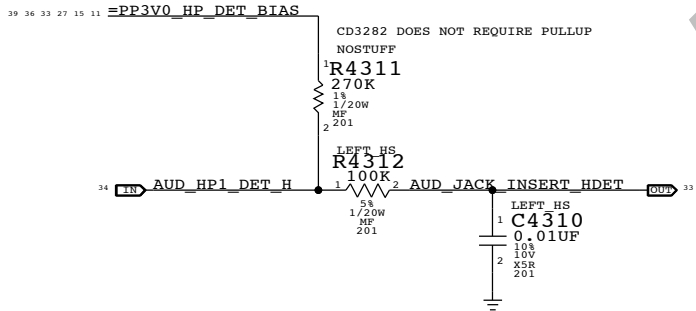 39 36 33 27 15 11 =PP3V0_HP_DET_BIAS
CD3282 DOES NOT REQUIRE PULLUP
NOSTUFF
1
R4311
270K
1%
1/20W
MF
201
2
LEFT_HS
R4312
100K
34 IN AUD_HP1_DET_H 1 2 AUD_JACK_INSERT_HDET OUT 33
5%
1/20W
MF
201
LEFT_HS
1
C4310
0.01UF
10%
10V
X5R
201
2